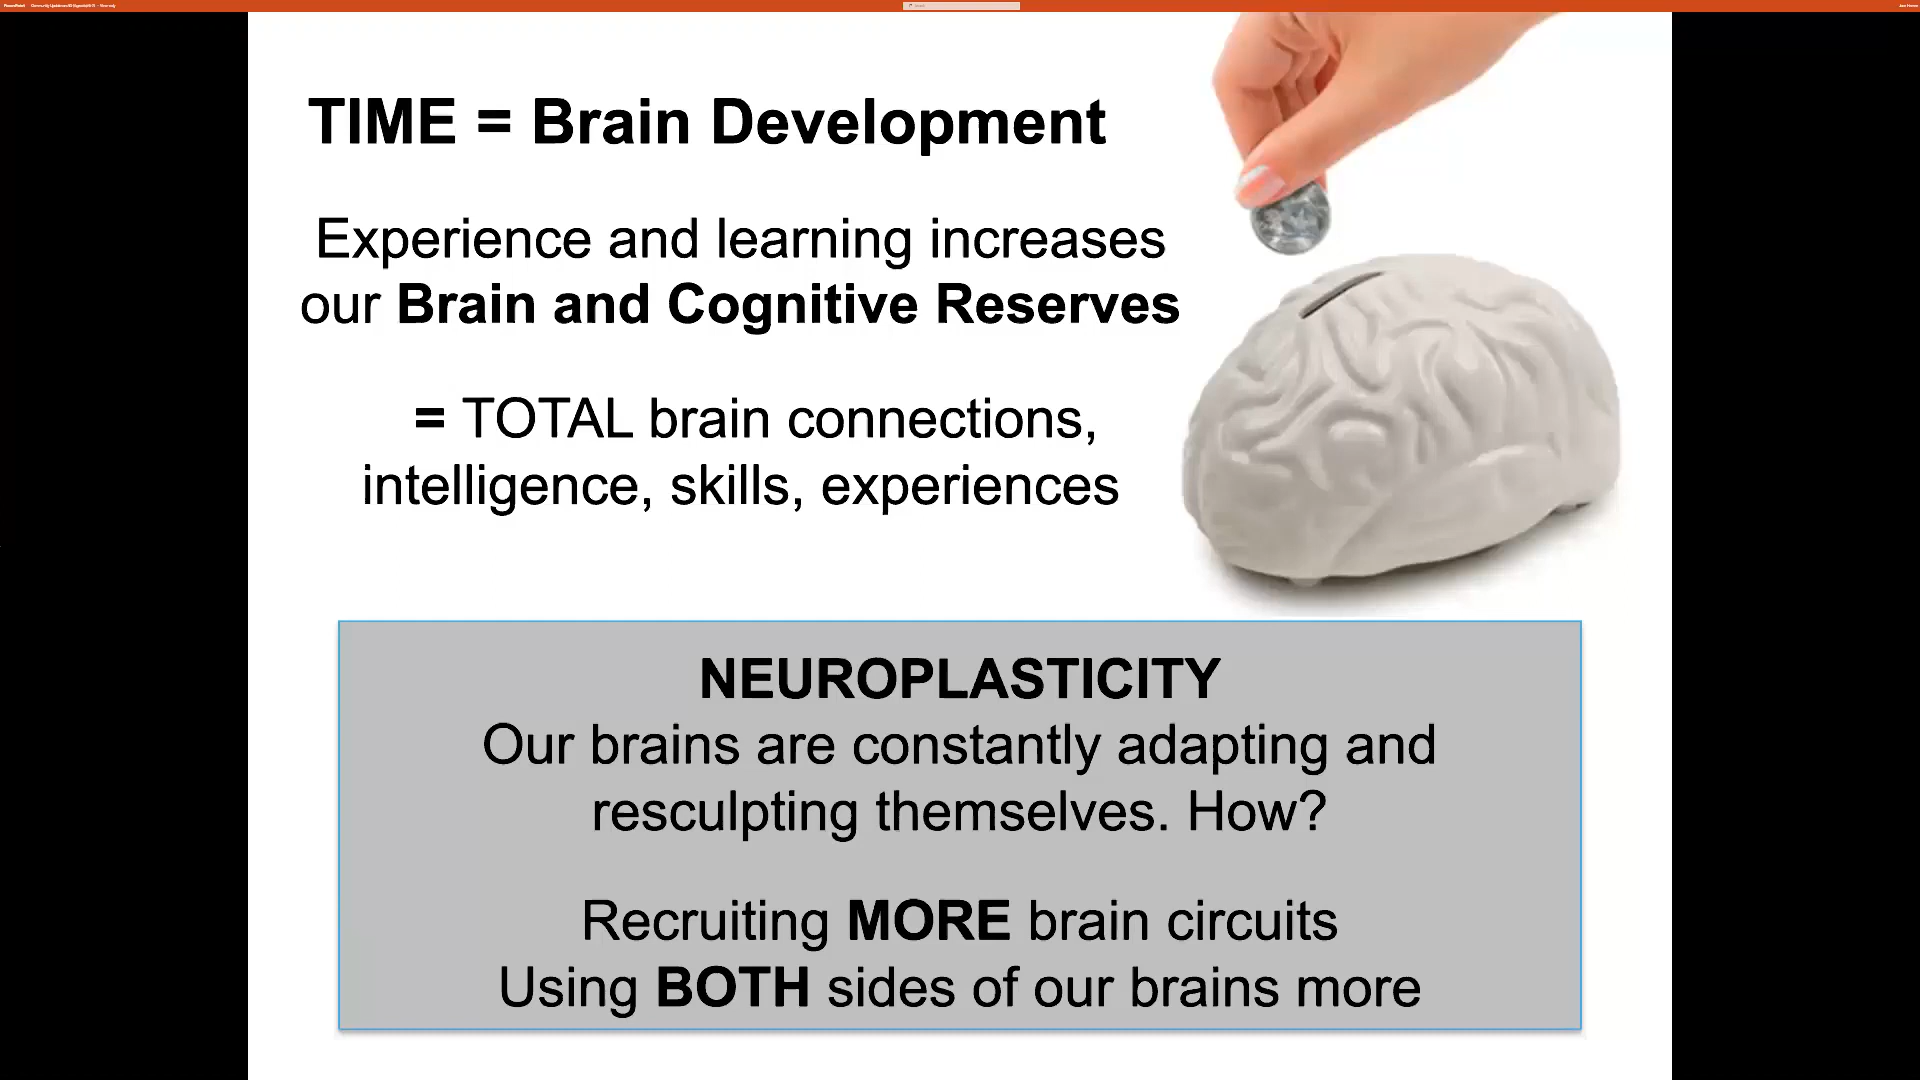 TIME = Brain Development
Experience and learning increases
our Brain and Cognitive Reserves
= TOTAL brain connections,
intelligence, skills, experiences
NEUROPLASTICITY
Our brains are constantly adapting and
resculpting themselves. How?
Recruiting MORE brain circuits
Using BOTH sides of our brains more